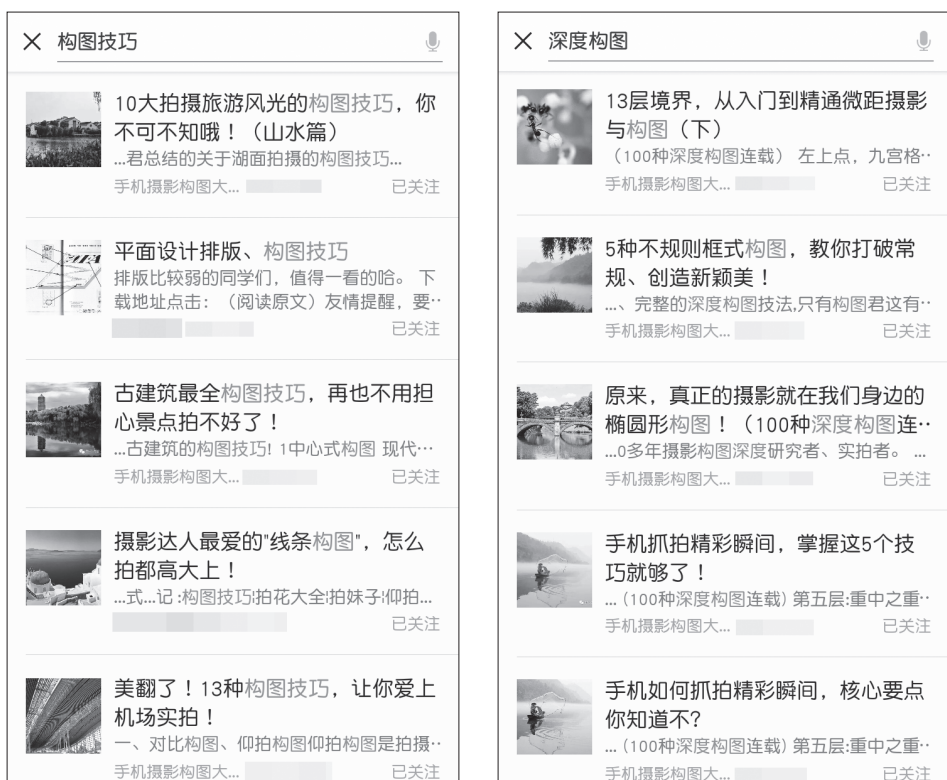 构图技巧
10大拍摄旅游风光的构图技巧，你
不可不知哦！（山水篇）
...君总结的关于湖面拍摄的构图技巧...
手机摄影构图大... 已关注
平面设计排版、构图技巧
排版比较弱的同学们，值得一看的哈。 下
载地址点击：（阅读原文）友情提醒，要··
已关注
古建筑最全构图技巧，再也不用担
心景点拍不好了！
...古建筑的构图技巧! 1中心式构图 现代···
手机摄影构图大... 已关注
摄影达人最爱的"线条构图"，怎么
拍都高大上！
...式...记 :构图技巧¦拍花大全¦拍妹子¦仰拍...
已关注
美翻了！13种构图技巧，让你爱上
机场实拍！
一、对比构图、仰拍构图仰拍构图是拍摄··
手机摄影构图大... 已关注
深度构图
13层境界，从入门到精通微距摄影
与构图（下）
（100种深度构图连载） 左上点，九宫格··
手机摄影构图大... 已关注
5种不规则框式构图，教你打破常
规、创造新颖美！
...、完整的深度构图技法,只有构图君这有··
手机摄影构图大... 已关注
原来，真正的摄影就在我们身边的
椭圆形构图！（100种深度构图连··
...0多年摄影构图深度研究者、实拍者。 ...
手机摄影构图大... 已关注
手机抓拍精彩瞬间，掌握这5个技
巧就够了！
... (100种深度构图连载) 第五层:重中之重··
手机摄影构图大... 已关注
手机如何抓拍精彩瞬间，核心要点
你知道不?
... (100种深度构图连载) 第五层:重中之重··
手机摄影构图大... 已关注